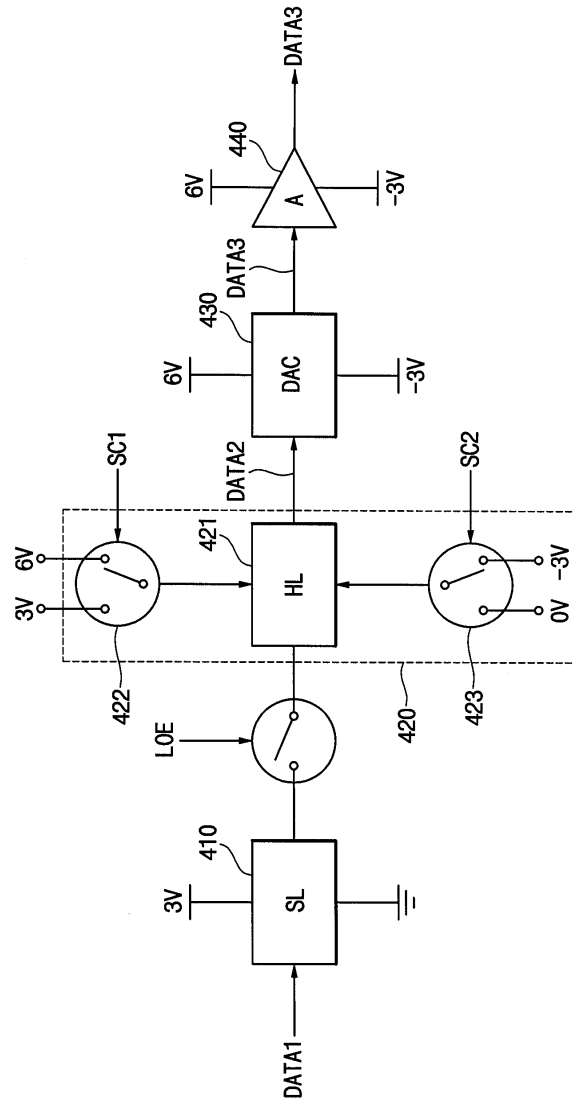 DATA1
3V
SL
410
LOE
3V
6V
SC1
422
HL
421
0V
-3V
SC2
423
420
DATA2
6V
DAC
430
-3V
DATA3
6V
A
440
-3V
DATA3